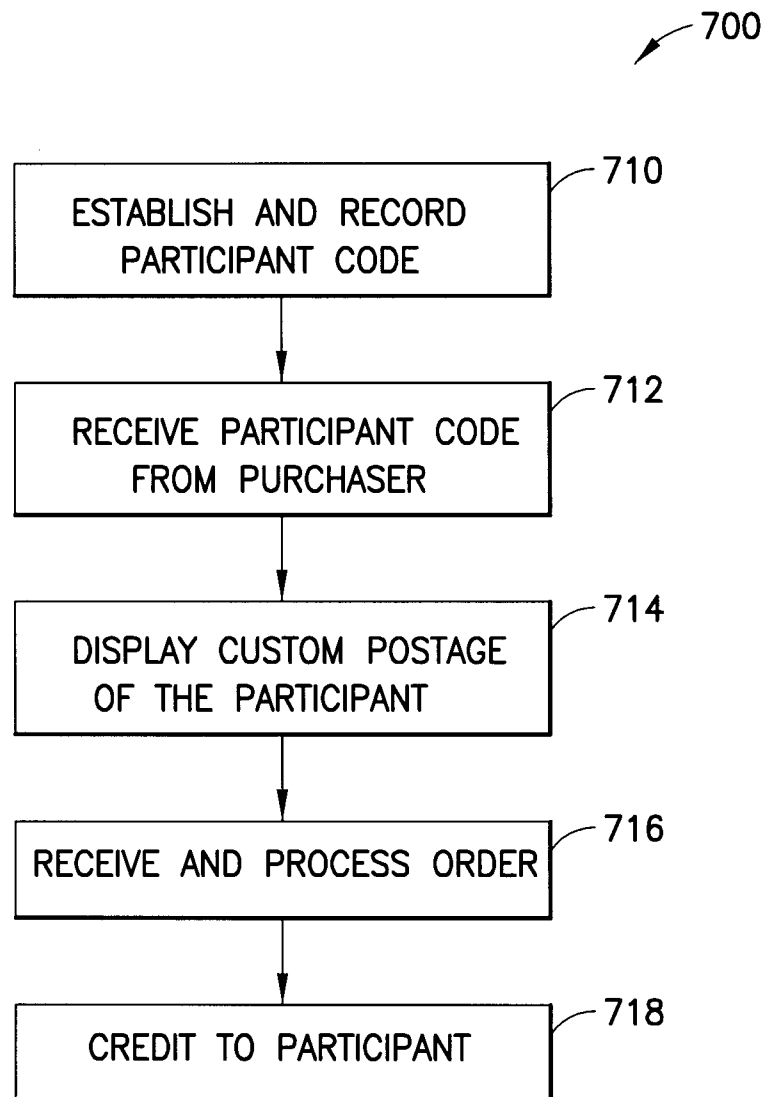 700
710
ESTABLISH AND RECORD
PARTICIPANT CODE
712
RECEIVE PARTICIPANT CODE
FROM PURCHASER
714
DISPLAY CUSTOM POSTAGE
OF THE PARTICIPANT
716
RECEIVE AND PROCESS ORDER
718
CREDIT TO PARTICIPANT